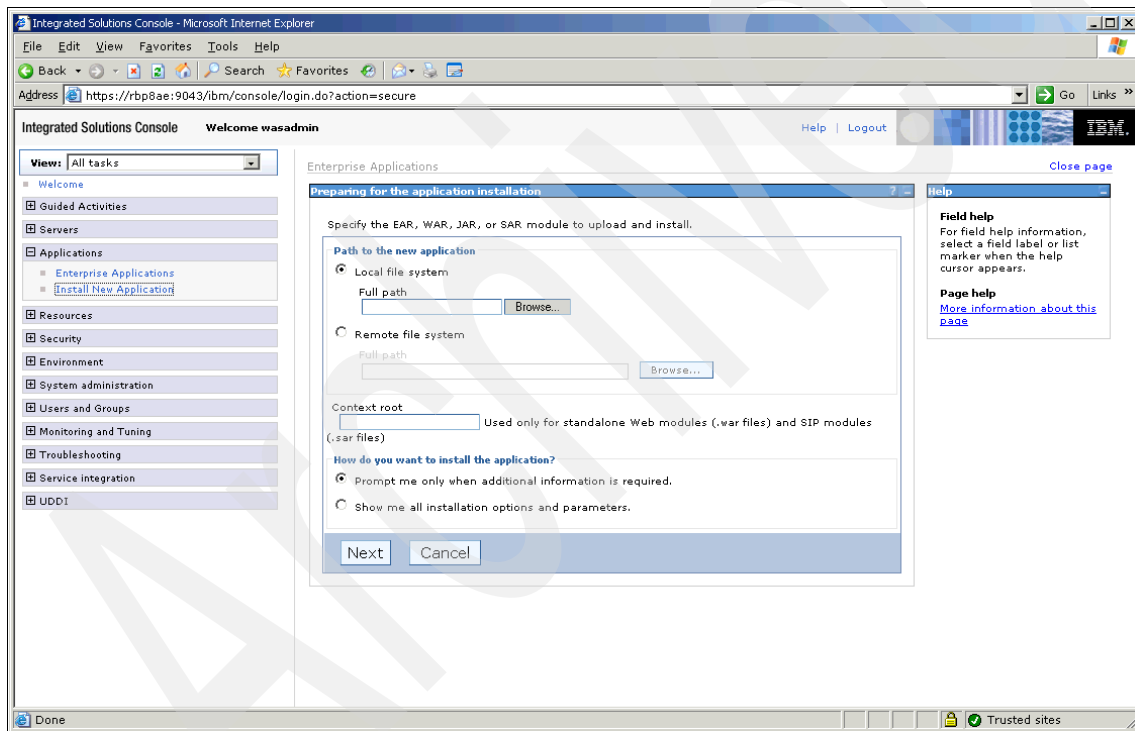 Integrated Solutions Console - Microsoft Internet Explorer
File Edit View Favorites Tools Help
Back Search Favorites
Address https://rbp8ae:9043/ibm/console/login.do?action=secure Go Links »
Integrated Solutions Console Welcome wasadmin Help | Logout IBM.
View: All tasks
Welcome
Guided Activities
Servers
Applications
Enterprise Applications
Install New Application
Resources
Security
Environment
System administration
Users and Groups
Monitoring and Tuning
Troubleshooting
Service integration
UDDI
Enterprise Applications Close page
Preparing for the application installation ? -
Specify the EAR, WAR, JAR, or SAR module to upload and install.
Path to the new application
Local file system
Full path
Browse...
Remote file system
Full path
Browse...
Context root
Used only for standalone Web modules (.war files) and SIP modules
(.sar files)
How do you want to install the application?
Prompt me only when additional information is required.
Show me all installation options and parameters.
Next Cancel
Help -
Field help
For field help information,
select a field label or list
marker when the help
cursor appears.
Page help
More information about this
page
Done Trusted sites
Archive